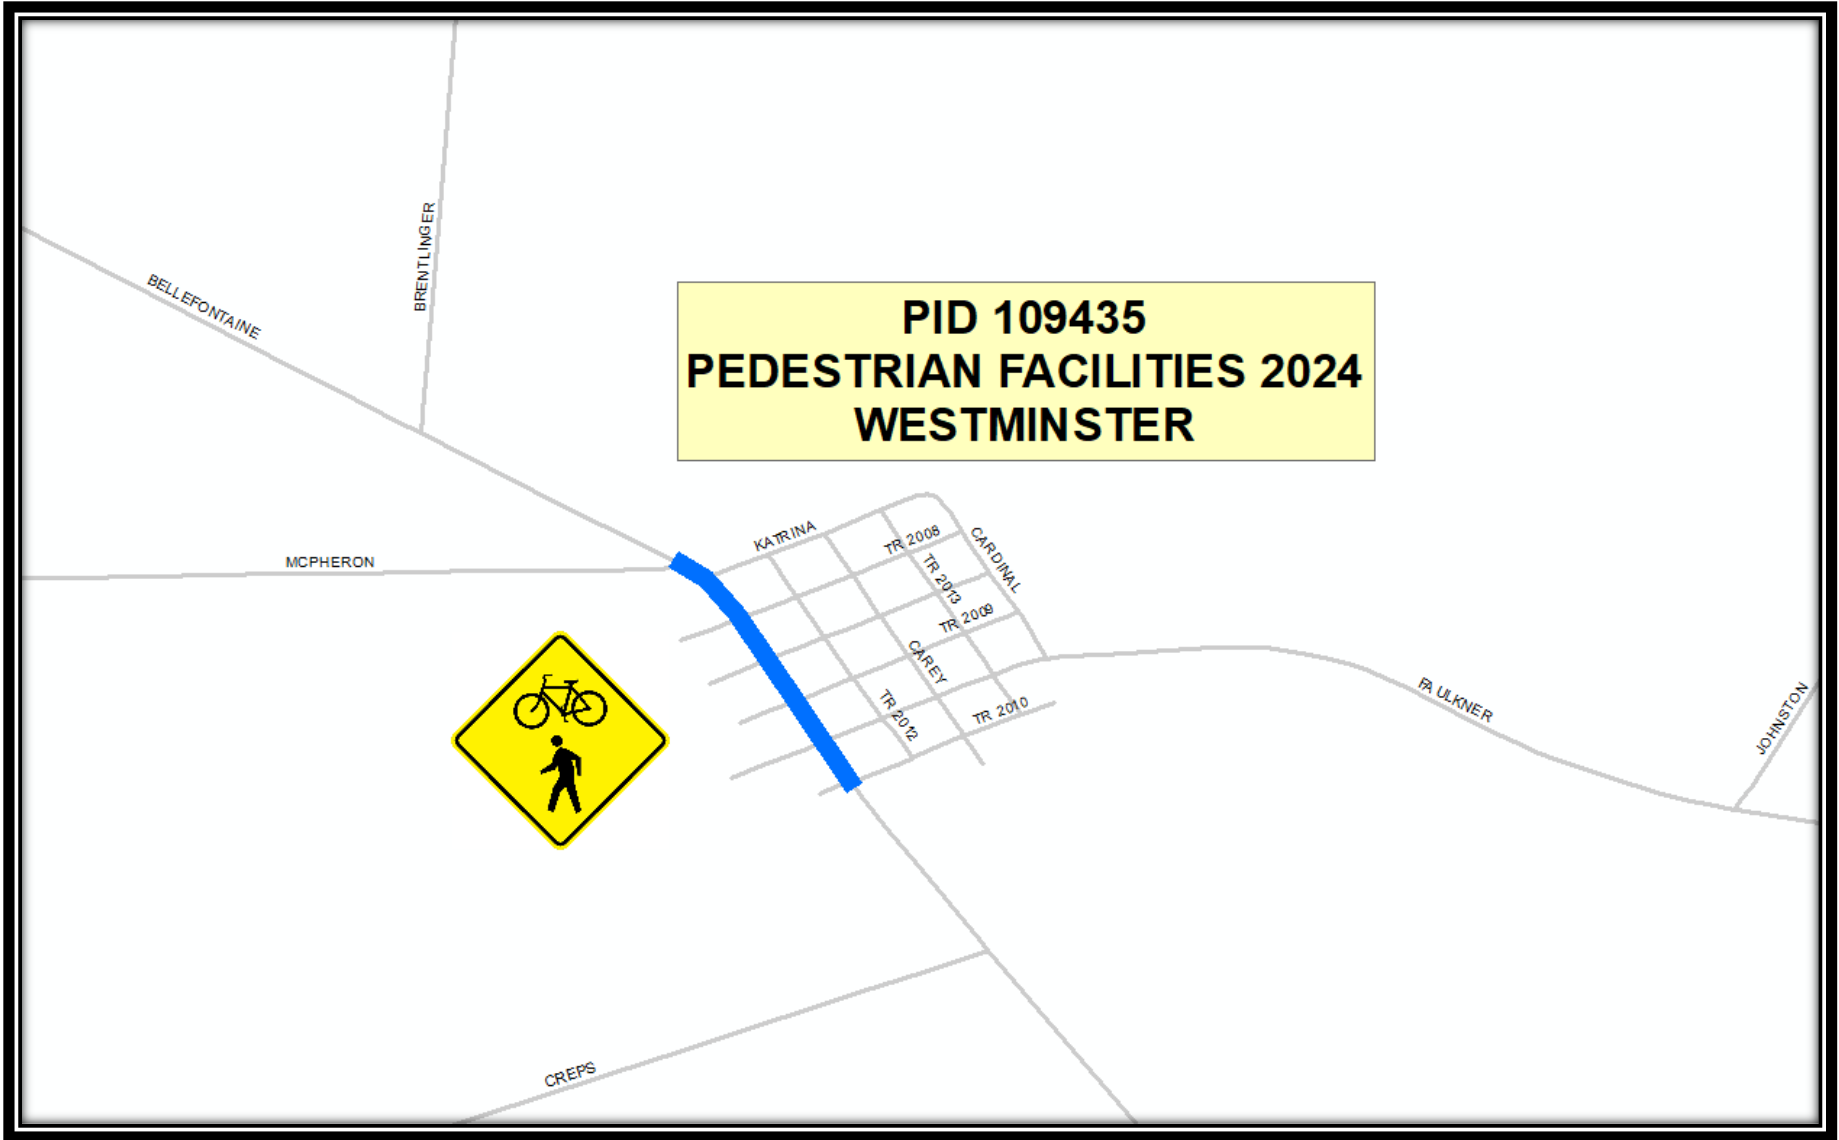 BRENTLINGER
BELLEFONTAINE
PID 109435
PEDESTRIAN FACILITIES 2024
WESTMINSTER
KATRINA
TR 2008
CARDINAL
MCPHERON
TR 2013
TR 2009
CAREY
TR 2012
TR 2010
FAULKNER
JOHNSTON
CREPS